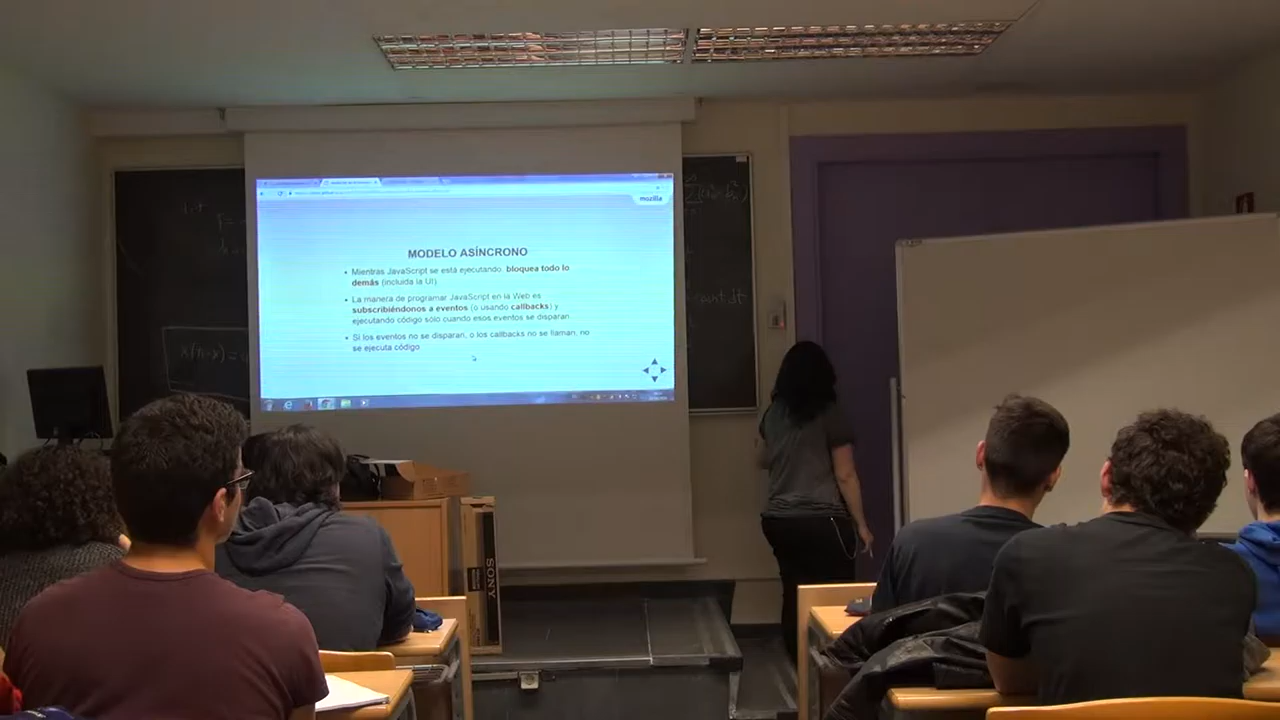 mozilla
MODELO ASÍNCRONO
• Mientras JavaScript se está ejecutando bloquea todo lo
demás (incluida la UI)
• La manera de programar JavaScript en la Web es
subscribiéndonos a eventos (o usando callbacks) y
ejecutando código sólo cuando esos eventos se disparan
• Si los eventos no se disparan, o los callbacks no se llaman, no
se ejecuta código
SONY